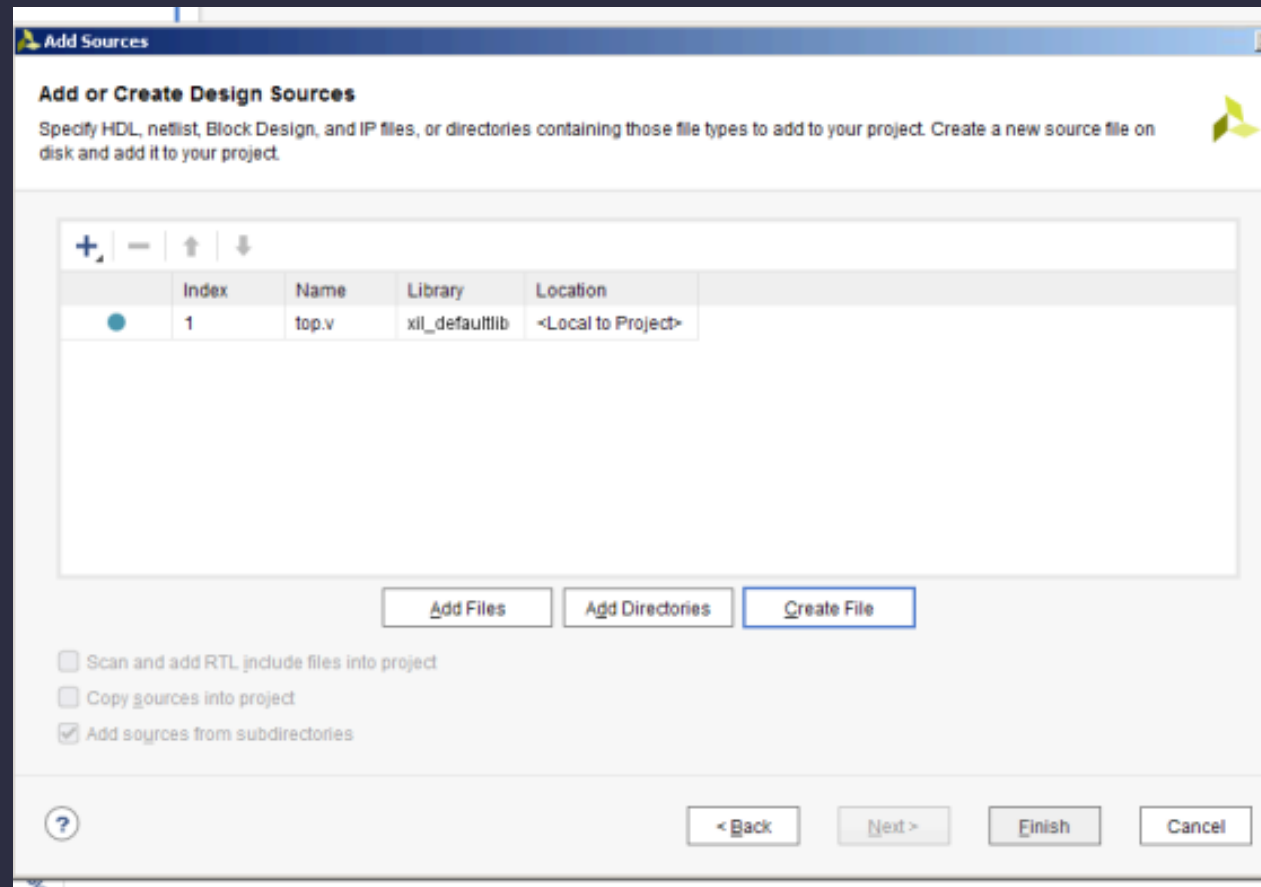 Add Sources
Add or Create Design Sources
Specify HDL, netlist, Block Design, and IP files, or directories containing those file types to add to your project. Create a new source file on
disk and add it to your project.
Index Name Library Location
1 top.v xil_defaultlib <Local to Project>
Add Files Add Directories Create File
Scan and add RTL include files into project
Copy sources into project
Add sources from subdirectories
? < Back Next > Finish Cancel